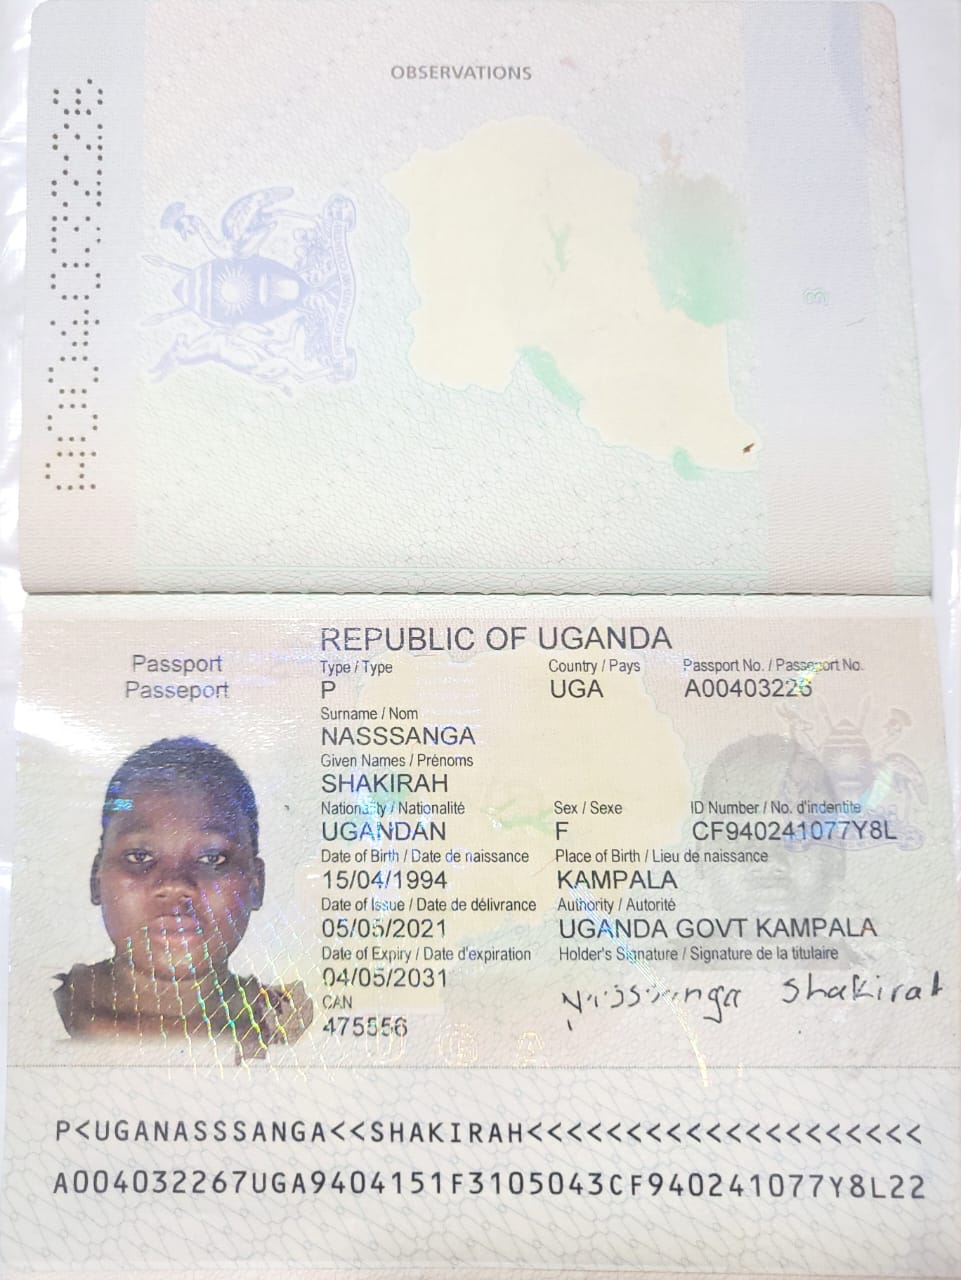 OBSERVATIONS
REPUBLIC OF UGANDA
Passport
Passeport
Type / Type
P
Country / Pays
UGA
Passport No. / Passeport No.
A00403226
Surname / Nom
NASSSANGA
Given Names / Prénoms
SHAKIRAH
Nationality / Nationalité
UGANDAN
Sex / Sexe
F
ID Number / No. d'indentite
CF940241077Y8L
Date of Birth / Date de naissance
15/04/1994
Place of Birth / Lieu de naissance
KAMPALA
Date of Issue / Date de délivrance
05/05/2021
Authority / Autorité
UGANDA GOVT KAMPALA
Date of Expiry / Date d'expiration
04/05/2031
Holder's Signature / Signature de la titulaire
Nasssanga Shakirah
CAN
475556
P<UGANASSSANGA<<SHAKIRAH<<<<<<<<<<<<<<<<<<<<
A004032267UGA9404151F3105043CF940241077Y8L22